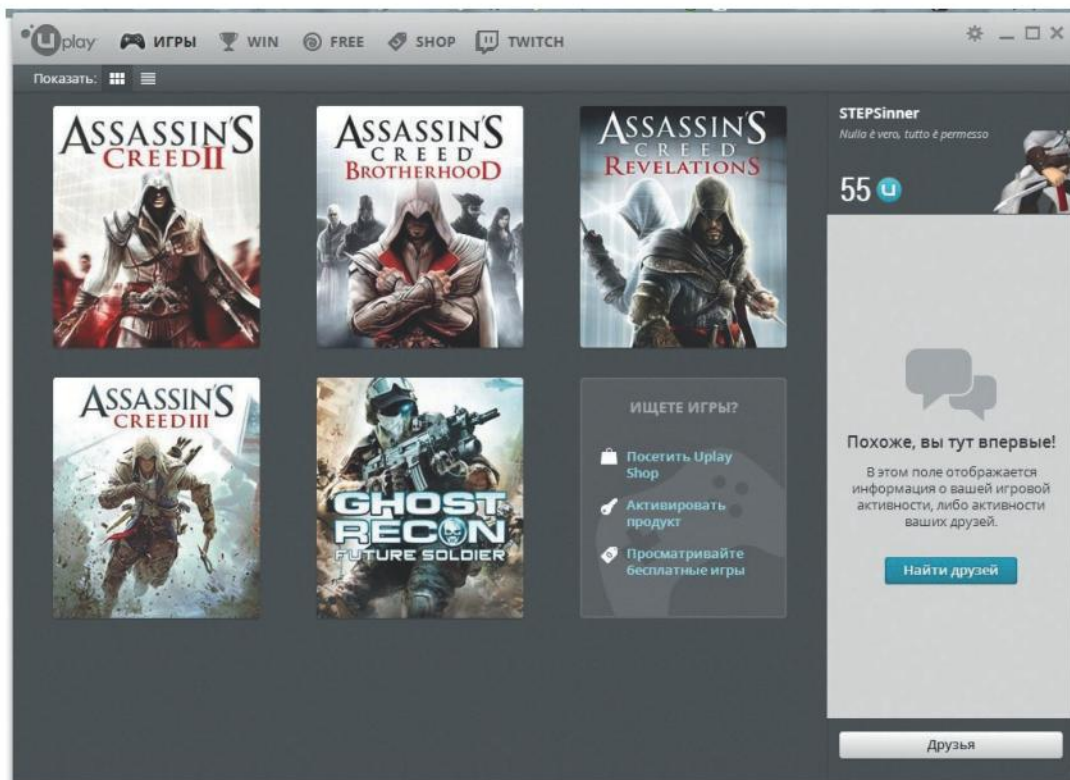 Uplay ИГРЫ WIN FREE SHOP TWITCH
Показать:
ASSASSIN'S
CREED II
ASSASSIN'S
CREED
BROTHERHOOD
ASSASSIN'S
CREED
REVELATIONS
STEPSinner
Nulla è vero, tutto è permesso
55 U
ASSASSIN'S
CREED III
GHOST
RECON
FUTURE SOLDIER
ИЩЕТЕ ИГРЫ?
Посетить Uplay
Shop
Активировать
продукт
Просматривайте
бесплатные игры
Похоже, вы тут впервые!
В этом поле отображается
информация о вашей игровой
активности, либо активности
ваших друзей.
Найти друзей
Друзья